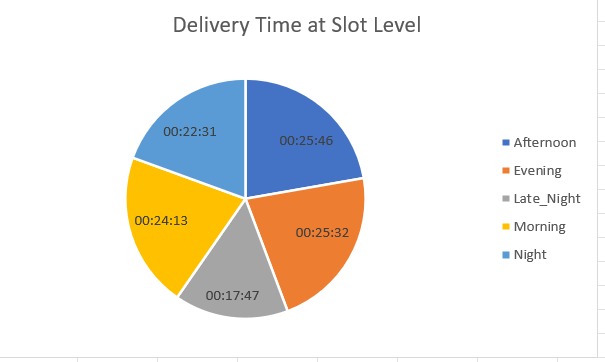 Delivery Time at Slot Level
00:22:31
00:25:46
00:24:13
00:25:32
00:17:47
Afternoon
Evening
Late_Night
Morning
Night